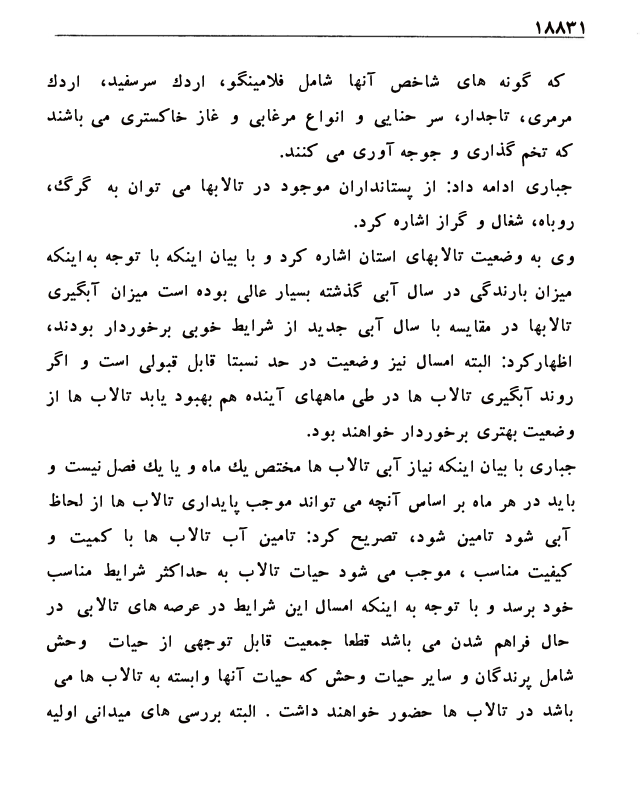 ۱۸۸۳۱
که گونه های شاخص آنها شامل فلامینگو، اردك سرسفید، اردك
مرمری، تاجدار، سر حنایی و انواع مرغابی و غاز خاکستری می باشند
که تخم گذاری و جوجه آوری می کنند.
جباری ادامه داد: از پستانداران موجود در تالابها می توان به گرگ،
روباه، شغال و گراز اشاره کرد.
وی به وضعیت تالابهای استان اشاره کرد و با بیان اینکه با توجه به اینکه
میزان بارندگی در سال آبی گذشته بسیار عالی بوده است میزان آبگیری
تالابها در مقایسه با سال آبی جدید از شرایط خوبی برخوردار بودند،
اظهارکرد: البته امسال نیز وضعیت در حد نسبتا قابل قبولی است و اگر
روند آبگیری تالاب ها در طی ماههای آینده هم بهبود یابد تالاب ها از
وضعیت بهتری برخوردار خواهند بود.
جباری با بیان اینکه نیاز آبی تالاب ها مختص یك ماه و یا یك فصل نیست و
باید در هر ماه بر اساس آنچه می تواند موجب پایداری تالاب ها از لحاظ
آبی شود تامین شود، تصریح کرد: تامین آب تالاب ها با کمیت و
کیفیت مناسب ، موجب می شود حیات تالاب به حداکثر شرایط مناسب
خود برسد و با توجه به اینکه امسال این شرایط در عرصه های تالابی در
حال فراهم شدن می باشد قطعا جمعیت قابل توجهی از حیات وحش
شامل پرندگان و سایر حیات وحش که حیات آنها وابسته به تالاب ها می
باشد در تالاب ها حضور خواهند داشت . البته بررسی های میدانی اولیه